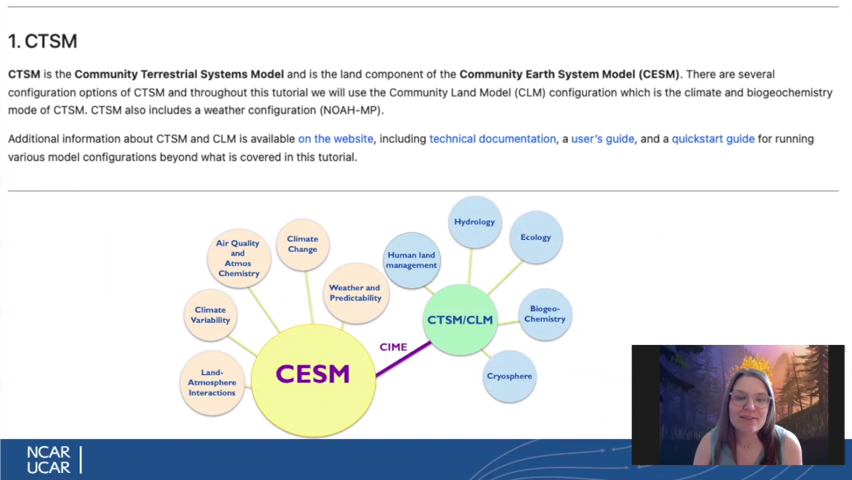 1. CTSM
CTSM is the Community Terrestrial Systems Model and is the land component of the Community Earth System Model (CESM). There are several
configuration options of CTSM and throughout this tutorial we will use the Community Land Model (CLM) configuration which is the climate and biogeochemistry
mode of CTSM. CTSM also includes a weather configuration (NOAH-MP).
Additional information about CTSM and CLM is available on the website, including technical documentation, a user's guide, and a quickstart guide for running
various model configurations beyond what is covered in this tutorial.
Air Quality
and
Atmos
Chemistry
Climate
Change
Weather and
Predictability
Climate
Variability
Land-
Atmosphere
Interactions
CESM
CIME
CTSM/CLM
Human land
management
Hydrology
Ecology
Biogeo-
Chemistry
Cryosphere
NCAR
UCAR